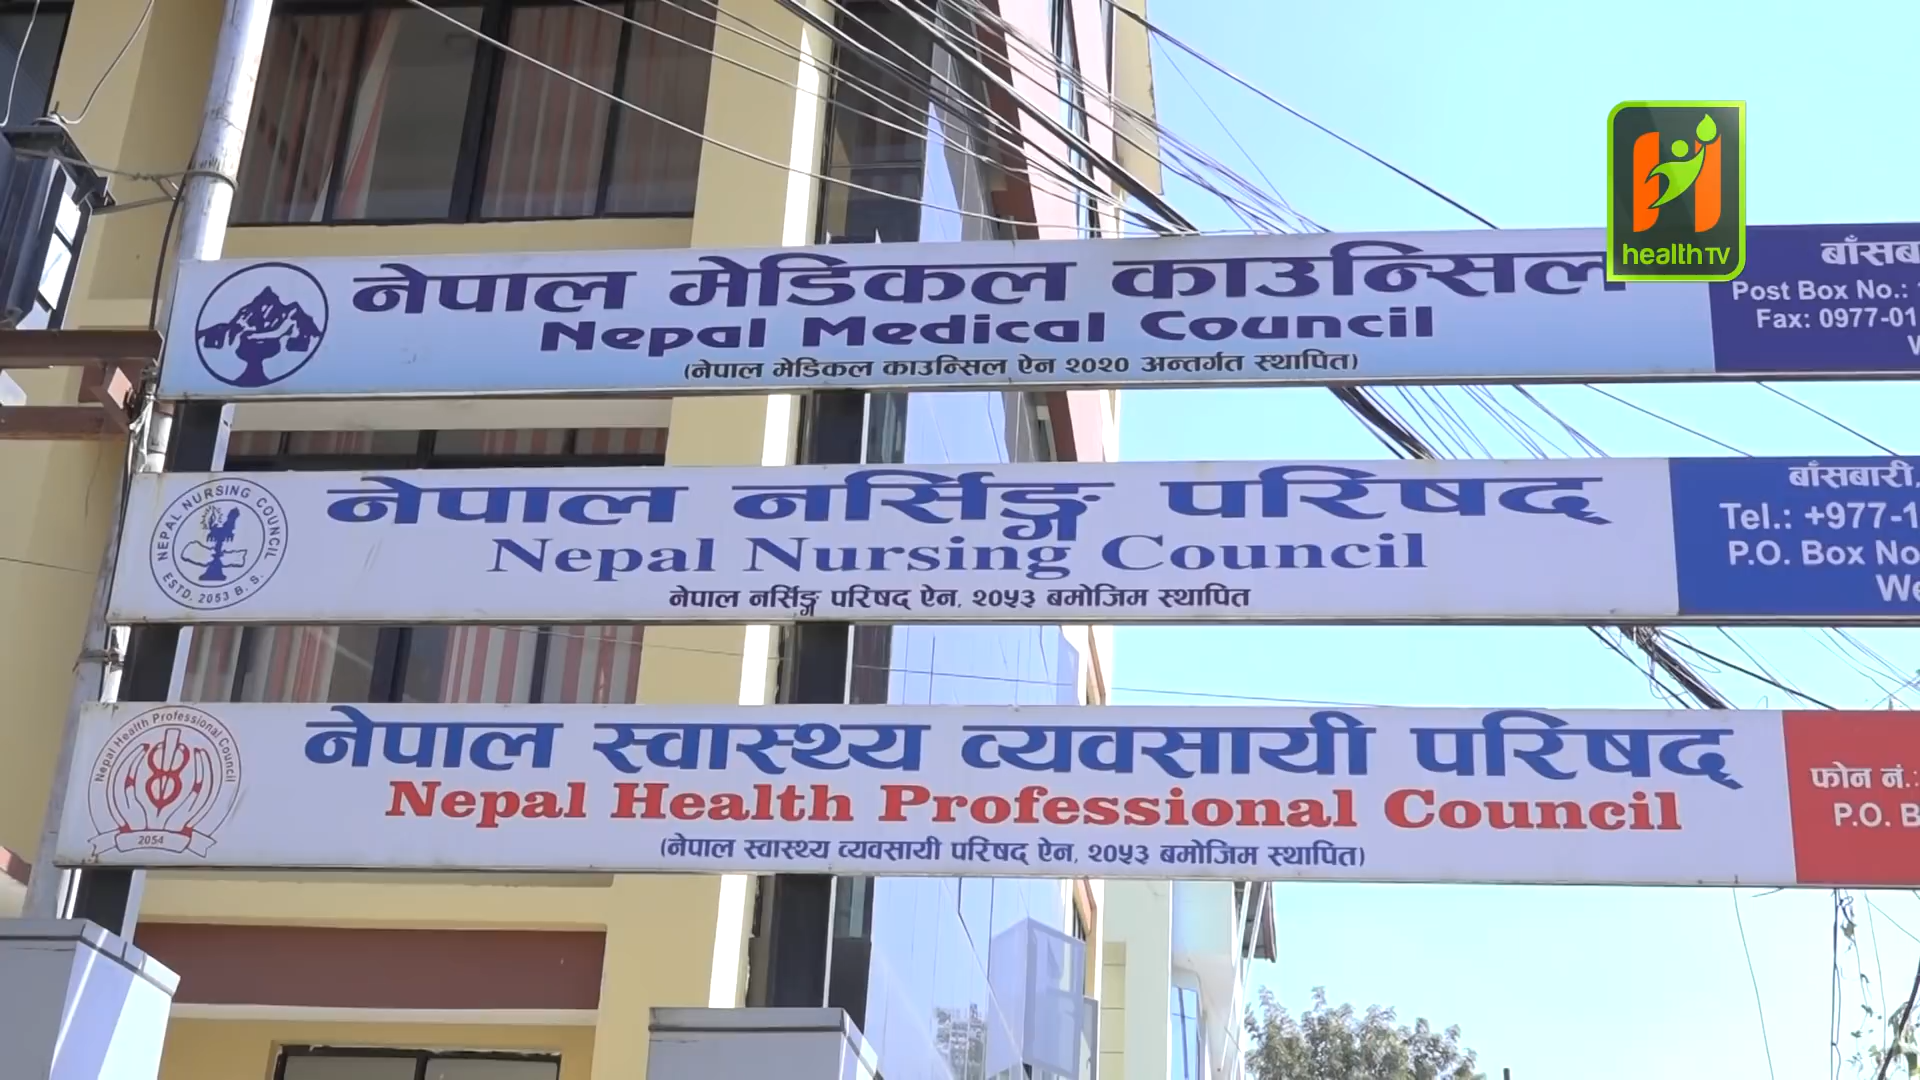 health TV
नेपाल मेडिकल काउन्सिल
Nepal Medical Council
(नेपाल मेडिकल काउन्सिल ऐन २०२० अन्तर्गत स्थापित)
Post Box No.:
Fax: 0977-01
NEPAL NURSING COUNCIL
ESTD. 2053 B. S.
नेपाल नर्सिङ्ग परिषद्
Nepal Nursing Council
नेपाल नर्सिङ्ग परिषद् ऐन, २०५३ बमोजिम स्थापित
बाँसबारी,
Tel.: +977-1
P.O. Box No
Nepal Health Professional Council
2054
नेपाल स्वास्थ्य व्यवसायी परिषद्
Nepal Health Professional Council
(नेपाल स्वास्थ्य व्यवसायी परिषद् ऐन, २०५३ बमोजिम स्थापित)
फोन नं.:
P.O. B